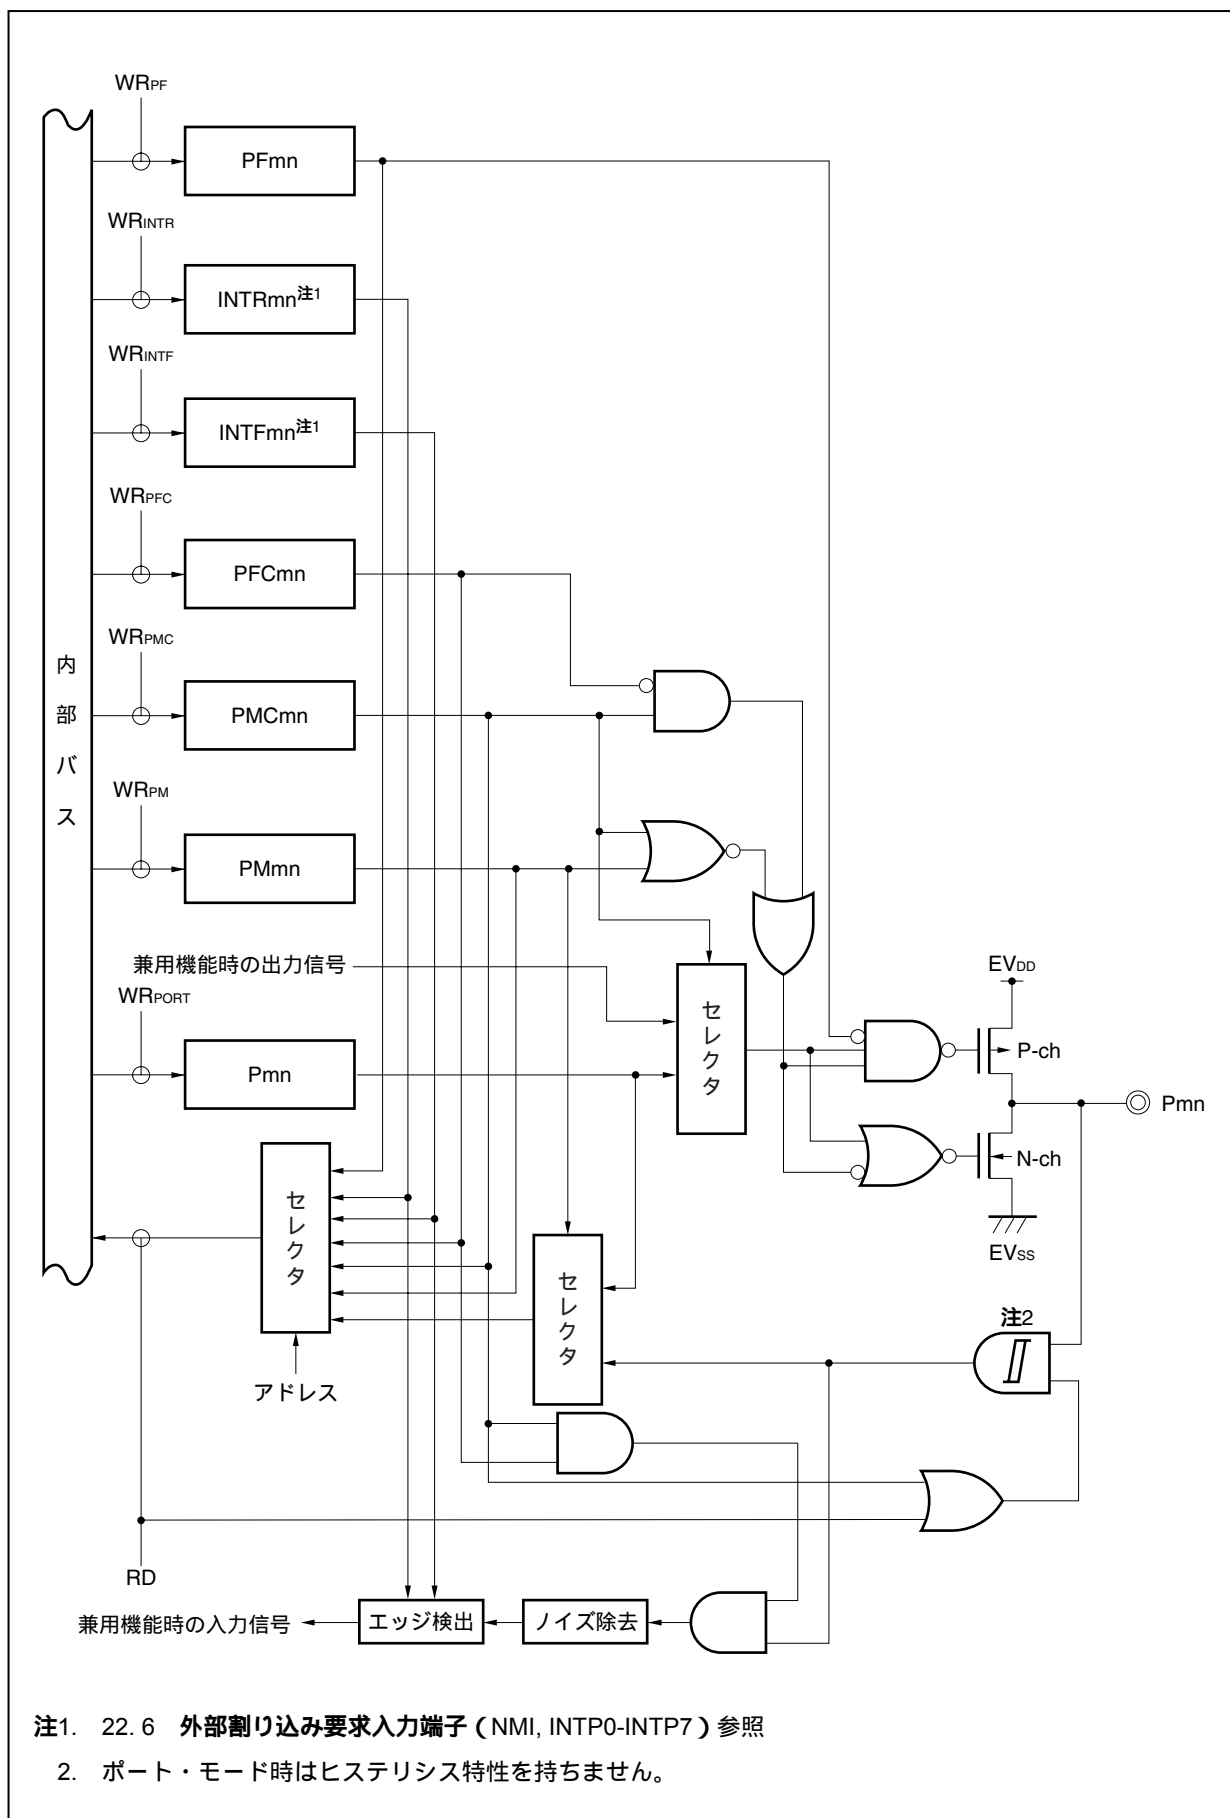 WRPF
PFmn
WRINTR
INTRmn注1
WRINTF
INTFmn注1
WRPFC
PFCmn
WRPMC
PMCmn
内部バス
WRPM
PMmn
兼用機能時の出力信号
WRPORT
Pmn
セレクタ
EVDD
P-ch
Pmn
N-ch
EVSS
セレクタ
セレクタ
アドレス
注2
RD
兼用機能時の入力信号
エッジ検出
ノイズ除去
注1. 22. 6 外部割り込み要求入力端子（NMI, INTP0-INTP7）参照
2. ポート・モード時はヒステリシス特性を持ちません。